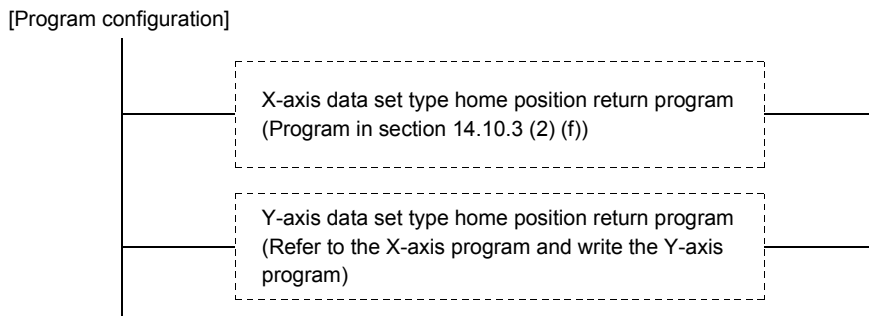 [Program configuration]
X-axis data set type home position return program
(Program in section 14.10.3 (2) (f))
Y-axis data set type home position return program
(Refer to the X-axis program and write the Y-axis
program)